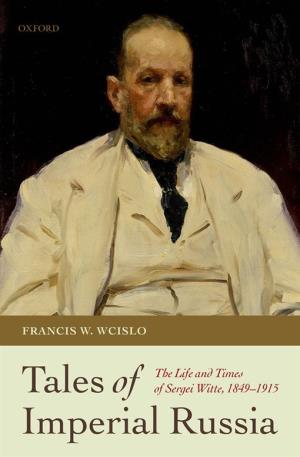 OXFORD
FRANCIS W. WCISLO
Tales of
Imperial Russia
The Life and Times
of Sergei Witte, 1849–1915